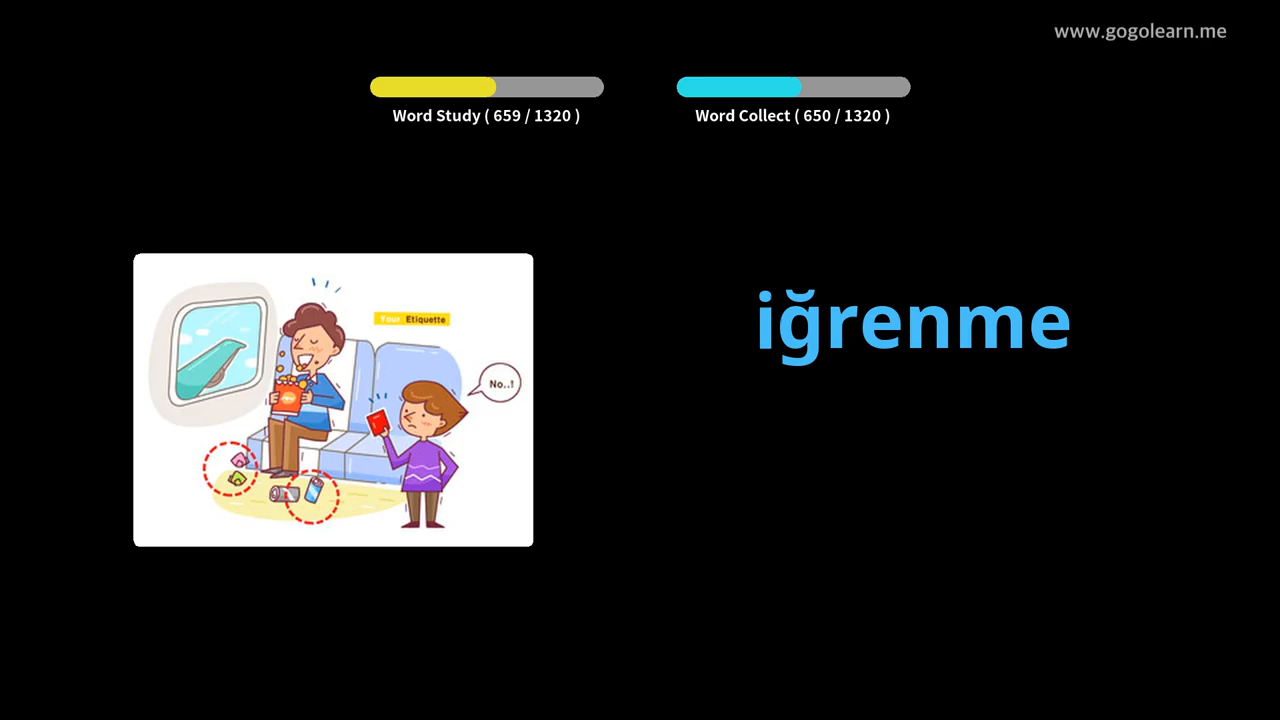 www.gogolearn.me
Word Study ( 659 / 1320 )
Word Collect ( 650 / 1320 )
iğrenme
Your Etiquette
No..!